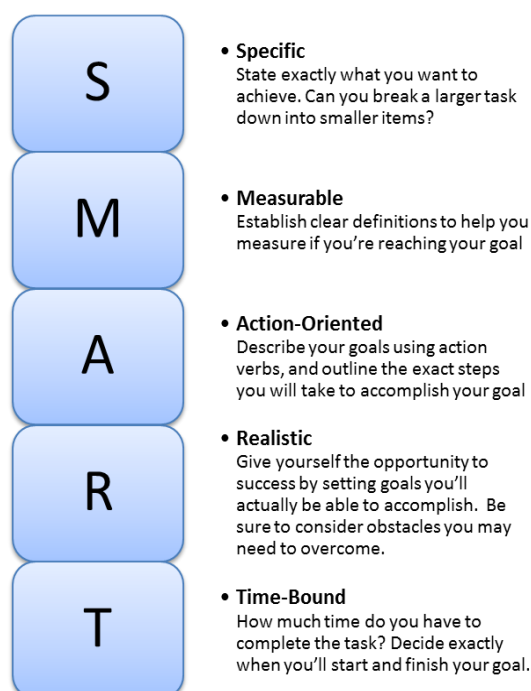 S
• Specific
State exactly what you want to
achieve. Can you break a larger task
down into smaller items?
M
• Measurable
Establish clear definitions to help you
measure if you're reaching your goal
A
• Action-Oriented
Describe your goals using action
verbs, and outline the exact steps
you will take to accomplish your goal
R
• Realistic
Give yourself the opportunity to
success by setting goals you'll
actually be able to accomplish.  Be
sure to consider obstacles you may
need to overcome.
T
• Time-Bound
How much time do you have to
complete the task? Decide exactly
when you'll start and finish your goal.